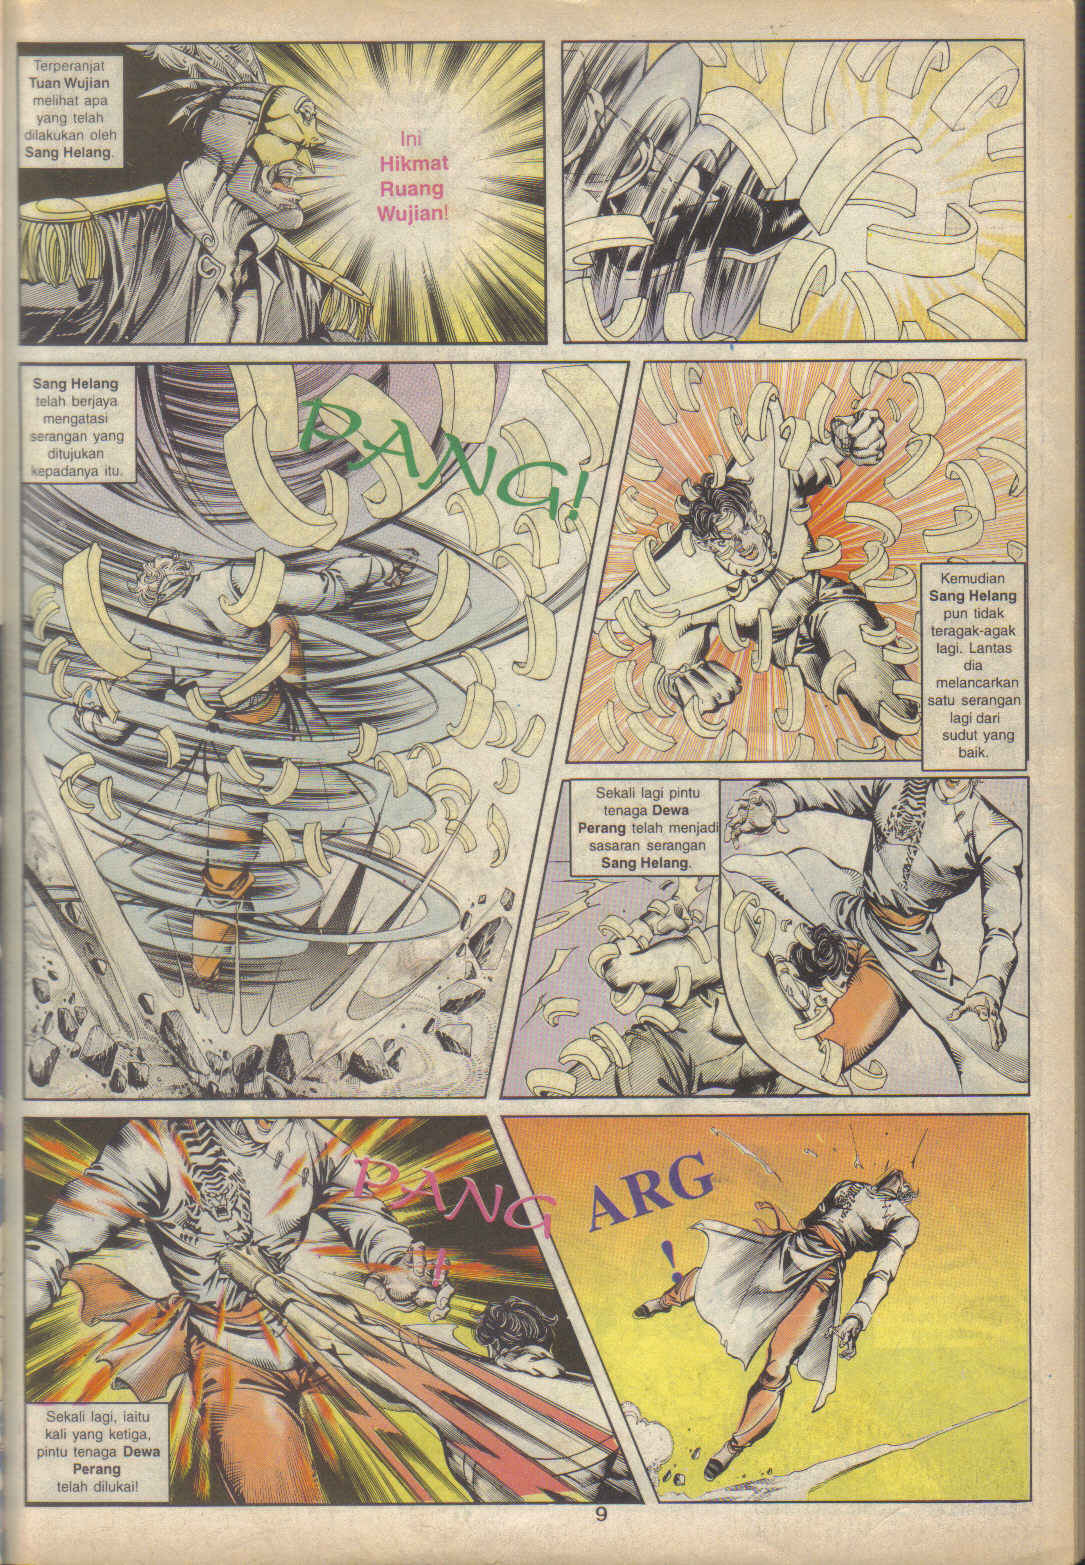 Terperanjat
Tuan Wujian
melihat apa
yang telah
dilakukan oleh
Sang Helang.
Ini
Hikmat
Ruang
Wujian!
Sang Helang
telah berjaya
mengatasi
serangan yang
ditujukan
kepadanya itu.
PANG!
Kemudian
Sang Helang
pun tidak
teragak-agak
lagi. Lantas
dia
melancarkan
satu serangan
lagi dari
sudut yang
baik.
Sekali lagi pintu
tenaga Dewa
Perang telah menjadi
sasaran serangan
Sang Helang.
PANG
!
Sekali lagi, iaitu
kali yang ketiga,
pintu tenaga Dewa
Perang
telah dilukai!
ARG
!
9